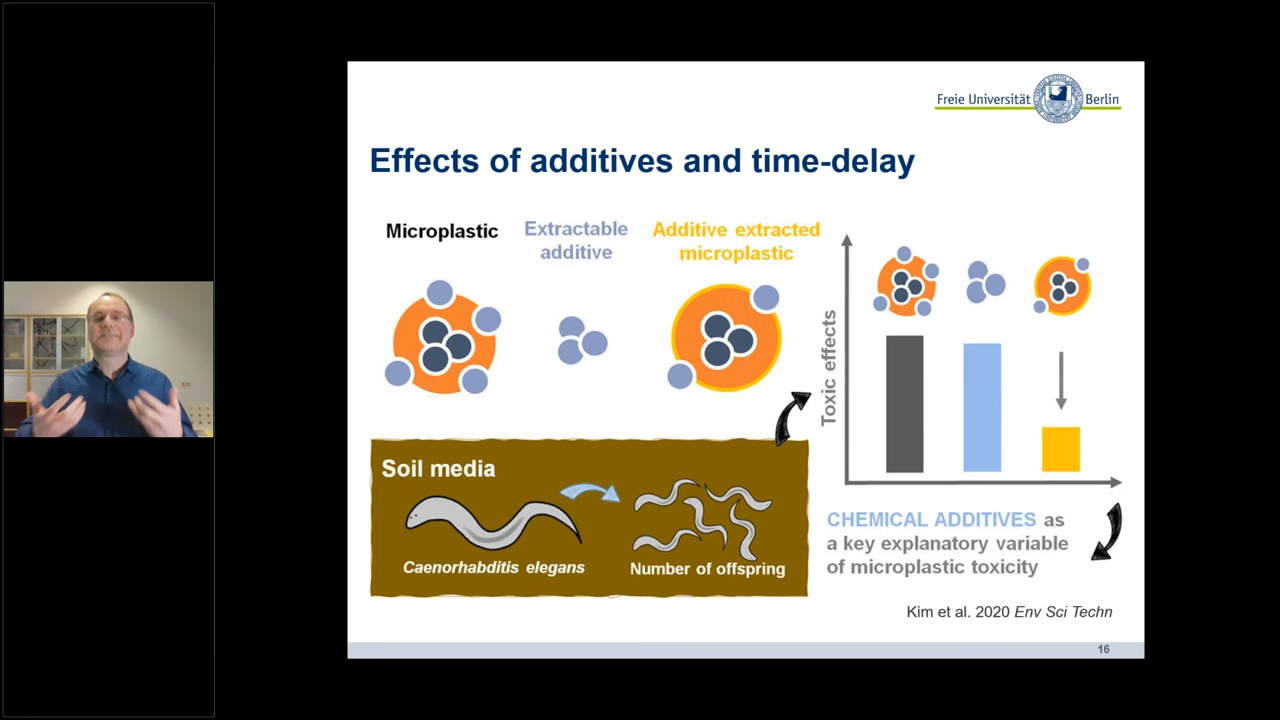 Freie Universität Berlin
Effects of additives and time-delay
Microplastic
Extractable
additive
Additive extracted
microplastic
Toxic effects
Soil media
Caenorhabditis elegans
Number of offspring
CHEMICAL ADDITIVES as
a key explanatory variable
of microplastic toxicity
Kim et al. 2020 Env Sci Techn
16